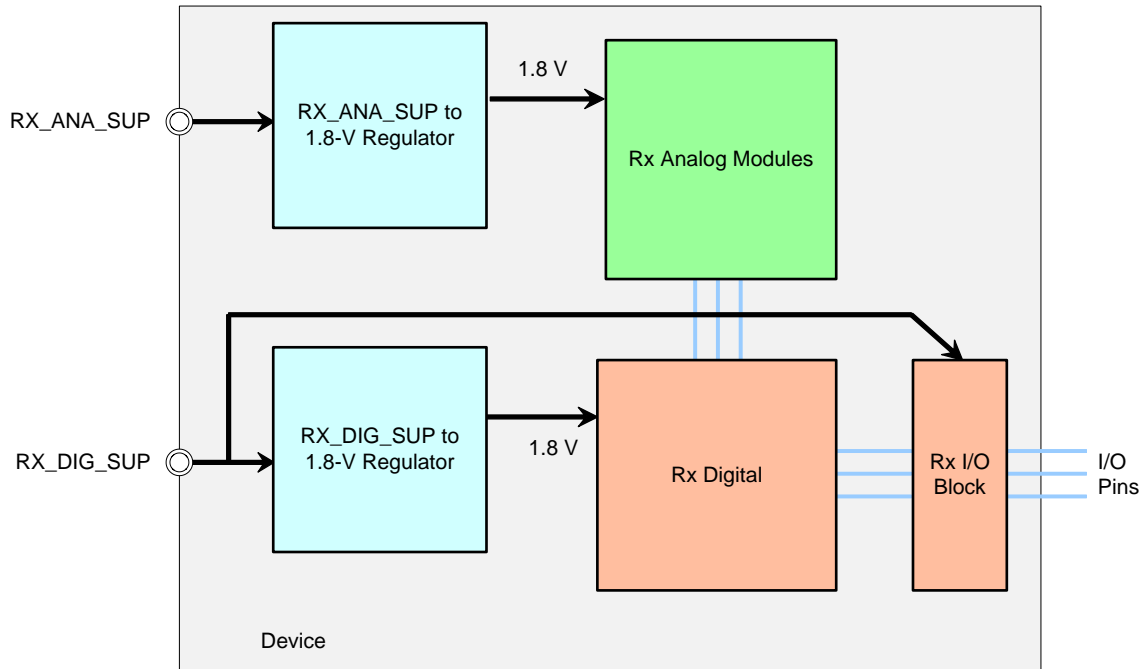 1.8 V
RX_ANA_SUP
RX_ANA_SUP to
1.8-V Regulator
Rx Analog Modules
RX_DIG_SUP
RX_DIG_SUP to
1.8-V Regulator
1.8 V
Rx Digital
Rx I/O
Block
I/O
Pins
Device